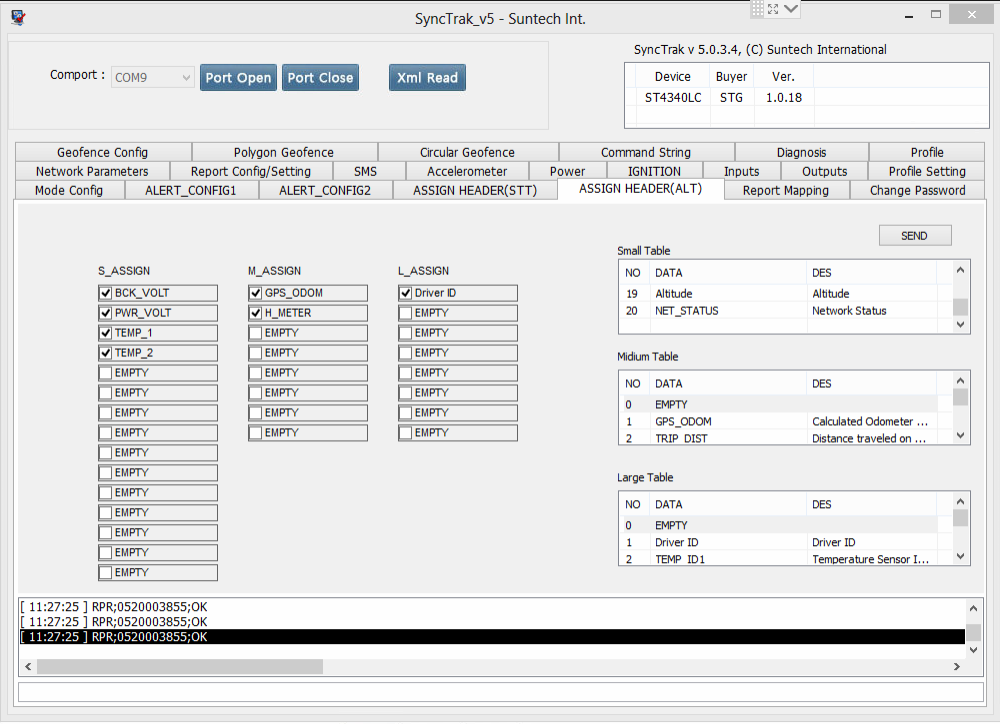 SyncTrak_v5 - Suntech Int.
SyncTrak v 5.0.3.4, (C) Suntech International
Comport : COM9 Port Open Port Close Xml Read
Device Buyer Ver.
ST4340LC STG 1.0.18
Geofence Config Polygon Geofence Circular Geofence Command String Diagnosis Profile
Network Parameters Report Config/Setting SMS Accelerometer Power IGNITION Inputs Outputs Profile Setting
Mode Config ALERT_CONFIG1 ALERT_CONFIG2 ASSIGN HEADER(STT) ASSIGN HEADER(ALT) Report Mapping Change Password
SEND
S_ASSIGN
BCK_VOLT
PWR_VOLT
TEMP_1
TEMP_2
EMPTY
EMPTY
EMPTY
EMPTY
EMPTY
EMPTY
EMPTY
EMPTY
EMPTY
EMPTY
EMPTY
M_ASSIGN
GPS_ODOM
H_METER
EMPTY
EMPTY
EMPTY
EMPTY
EMPTY
EMPTY
L_ASSIGN
Driver ID
EMPTY
EMPTY
EMPTY
EMPTY
EMPTY
EMPTY
EMPTY
Small Table
NO DATA DES
19 Altitude Altitude
20 NET_STATUS Network Status
Midium Table
NO DATA DES
0 EMPTY
1 GPS_ODOM Calculated Odometer ...
2 TRIP_DIST Distance traveled on ...
Large Table
NO DATA DES
0 EMPTY
1 Driver ID Driver ID
2 TEMP_ID1 Temperature Sensor I...
[ 11:27:25 ] RPR;0520003855;OK
[ 11:27:25 ] RPR;0520003855;OK
[ 11:27:25 ] RPR;0520003855;OK